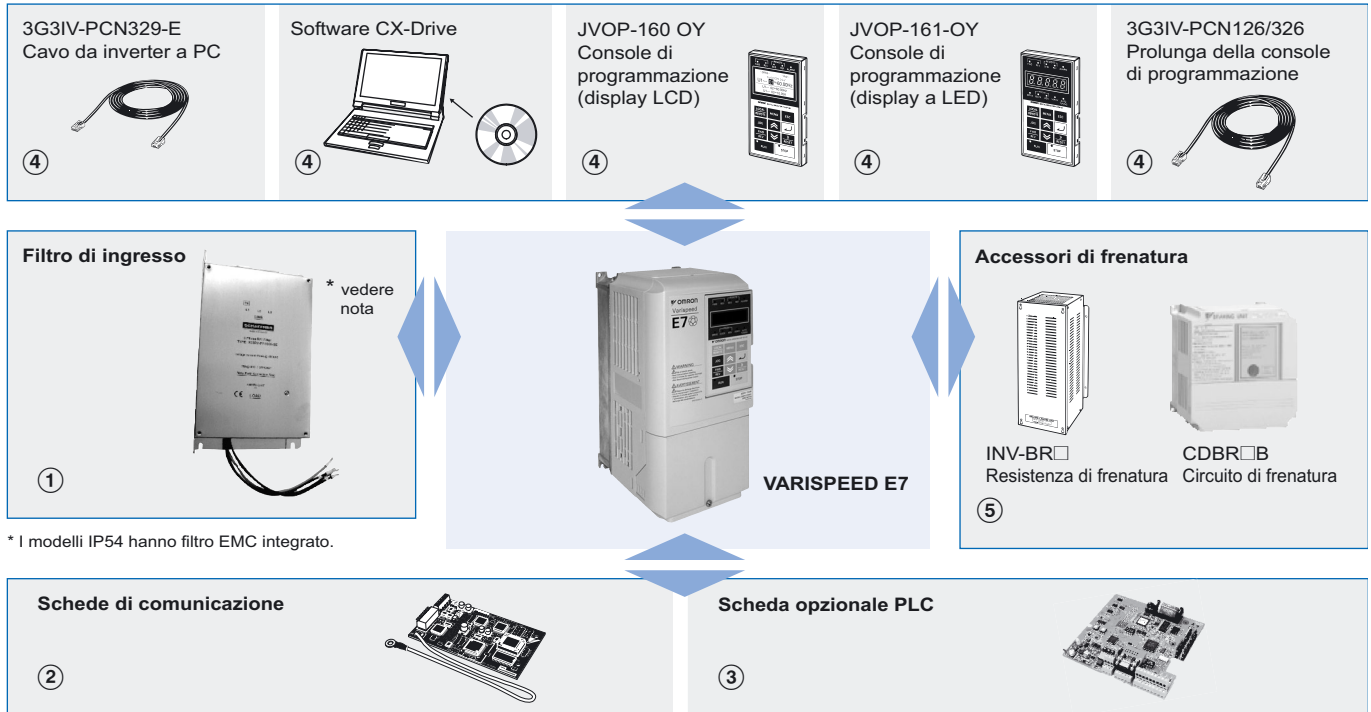 3G3IV-PCN329-E
Cavo da inverter a PC
④
Software CX-Drive
④
JVOP-160 OY
Console di
programmazione
(display LCD)
④
JVOP-161-OY
Console di
programmazione
(display a LED)
④
3G3IV-PCN126/326
Prolunga della console
di programmazione
④
Filtro di ingresso
* vedere
nota
SCHAFFNER
CE
①
* I modelli IP54 hanno filtro EMC integrato.
OMRON
Varispeed
E7
VARISPEED E7
Accessori di frenatura
INV-BR□
Resistenza di frenatura
CDBR□B
Circuito di frenatura
⑤
Schede di comunicazione
②
Scheda opzionale PLC
③